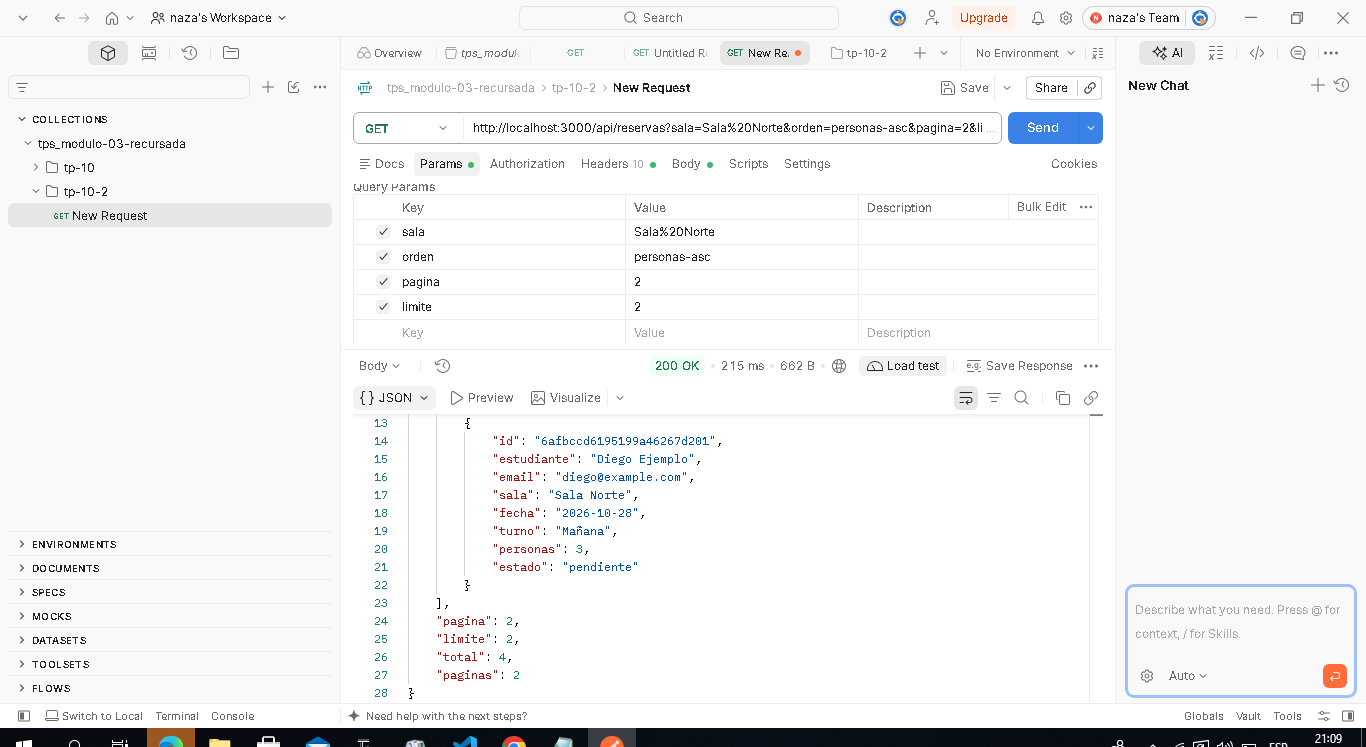 naza's Workspace
Search
Upgrade
naza's Team
Overview
tps_modulo
GET
GET Untitled R
GET New Re.
tp-10-2
No Environment
AI
COLLECTIONS
tps_modulo-03-recursada
tp-10
tp-10-2
GET New Request
ENVIRONMENTS
DOCUMENTS
SPECS
MOCKS
DATASETS
TOOLSETS
FLOWS
HTTP
tps_modulo-03-recursada > tp-10-2 > New Request
Save
Share
GET
http://localhost:3000/api/reservas?sala=Sala%20Norte&orden=personas-asc&pagina=2&li ...
Send
Docs Params Authorization Headers 10 Body Scripts Settings
Cookies
Query Params
Key Value Description Bulk Edit
sala Sala%20Norte
orden personas-asc
pagina 2
limite 2
Key Value Description
Body
200 OK 215 ms 662 B
Load test
e.g. Save Response
{ } JSON
Preview
Visualize
13 {
14 "id": "6afbccd6195199a46267d201",
15 "estudiante": "Diego Ejemplo",
16 "email": "diego@example.com",
17 "sala": "Sala Norte",
18 "fecha": "2026-10-28",
19 "turno": "Mañana",
20 "personas": 3,
21 "estado": "pendiente"
22 }
23 ],
24 "pagina": 2,
25 "limite": 2,
26 "total": 4,
27 "paginas": 2
28 }
New Chat
Describe what you need. Press @ for
context, / for Skills.
Auto
Switch to Local Terminal Console
Need help with the next steps?
Globals Vault Tools
ESP
21:09